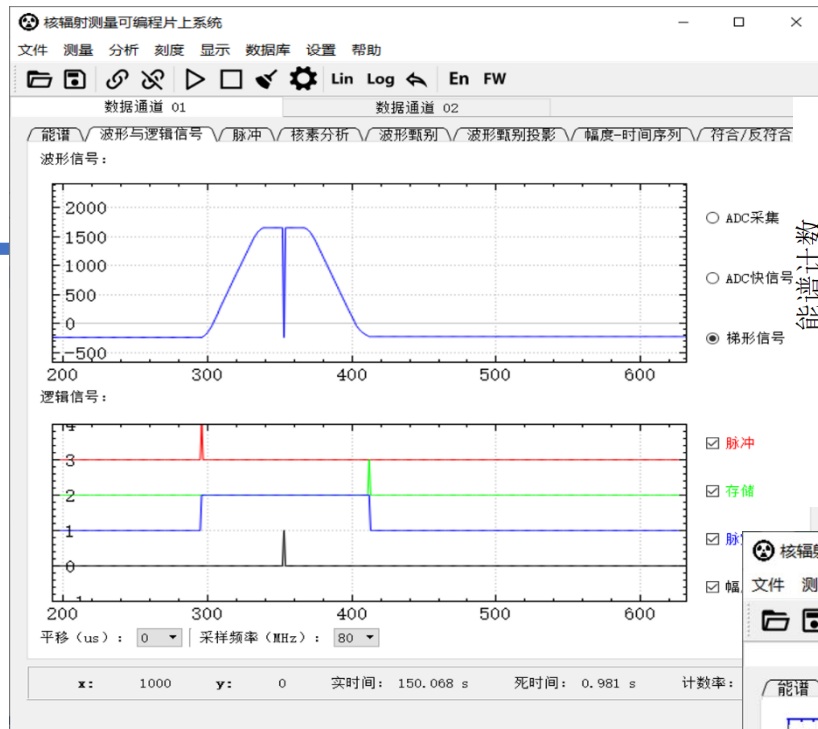 核辐射测量可编程片上系统
文件 测量 分析 刻度 显示 数据库 设置 帮助
Lin Log En FW
数据通道 01 数据通道 02
能谱 波形与逻辑信号 脉冲 核素分析 波形甄别 波形甄别投影 幅度-时间序列 符合/反符合
波形信号：
2000
1500
1000
500
0
-500
200 300 400 500 600
ADC采集
ADC快信号
梯形信号
能谱计数
逻辑信号：
4
3
2
1
0
200 300 400 500 600
脉冲
存储
脉
幅
平移（us）： 0 采样频率（MHz）： 80
x: 1000 y: 0 实时间： 150.068 s 死时间： 0.981 s 计数率：
核辐
文件 测
能谱